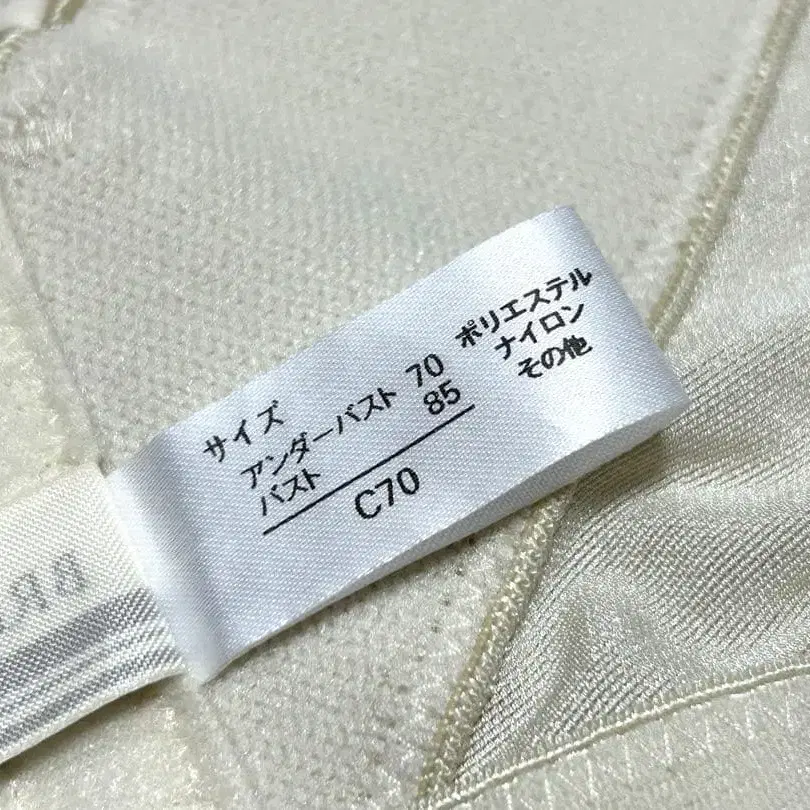 サイズ
アンダーバスト 70
バスト 85
C70
ポリエステル
ナイロン
その他